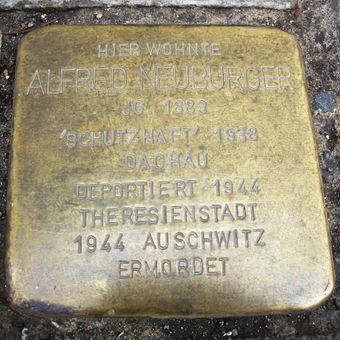 HIER WOHNTE
ALFRED NEUBURGER
JG. 1883
'SCHUTZHAFT' 1938
DACHAU
DEPORTIERT 1944
THERESIENSTADT
1944 AUSCHWITZ
ERMORDET